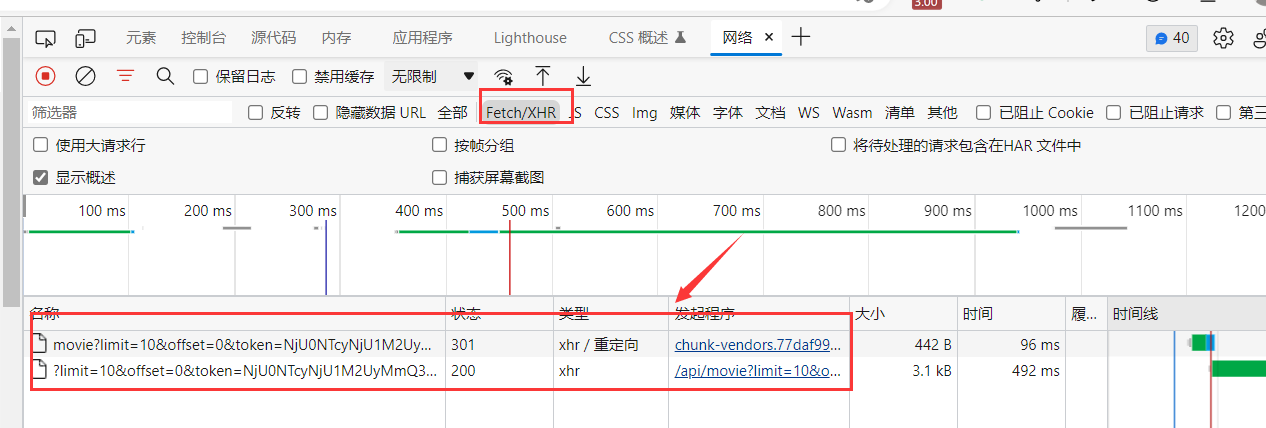 3.00
元素 控制台 源代码 内存 应用程序 Lighthouse CSS 概述 网络 × 40
保留日志 禁用缓存 无限制
筛选器 反转 隐藏数据 URL 全部 Fetch/XHR JS CSS Img 媒体 字体 文档 WS Wasm 清单 其他 已阻止 Cookie 已阻止请求 第三
使用大请求行 按帧分组 将待处理的请求包含在HAR 文件中
显示概述 捕获屏幕截图
100 ms 200 ms 300 ms 400 ms 500 ms 600 ms 700 ms 800 ms 900 ms 1000 ms 1100 ms 1200
名称 状态 类型 发起程序 大小 时间 履... 时间线
movie?limit=10&offset=0&token=NjU0NTcyNjU1M2Uy... 301 xhr / 重定向 chunk-vendors.77daf99... 442 B 96 ms
?limit=10&offset=0&token=NjU0NTcyNjU1M2UyMmQ3... 200 xhr /api/movie?limit=10&o... 3.1 kB 492 ms